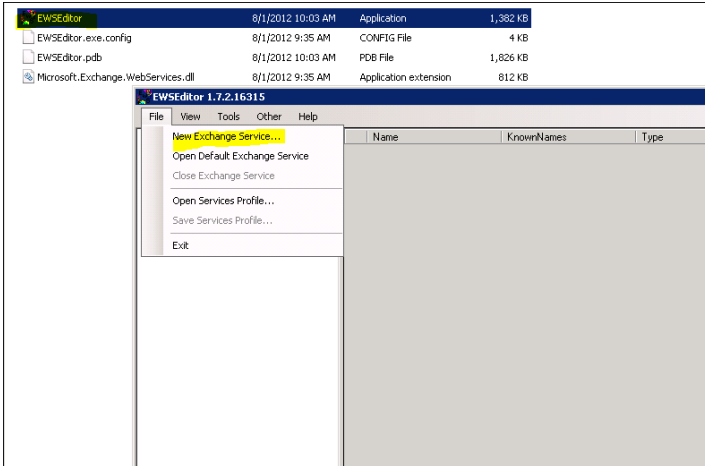 EWSEditor 8/1/2012 10:03 AM Application 1,382 KB
EWSEditor.exe.config 8/1/2012 9:35 AM CONFIG File 4 KB
EWSEditor.pdb 8/1/2012 10:03 AM PDB File 1,826 KB
Microsoft.Exchange.WebServices.dll 8/1/2012 9:35 AM Application extension 812 KB
EWSEditor 1.7.2.16315
File View Tools Other Help
Name KnownNames Type
New Exchange Service...
Open Default Exchange Service
Close Exchange Service
Open Services Profile...
Save Services Profile...
Exit